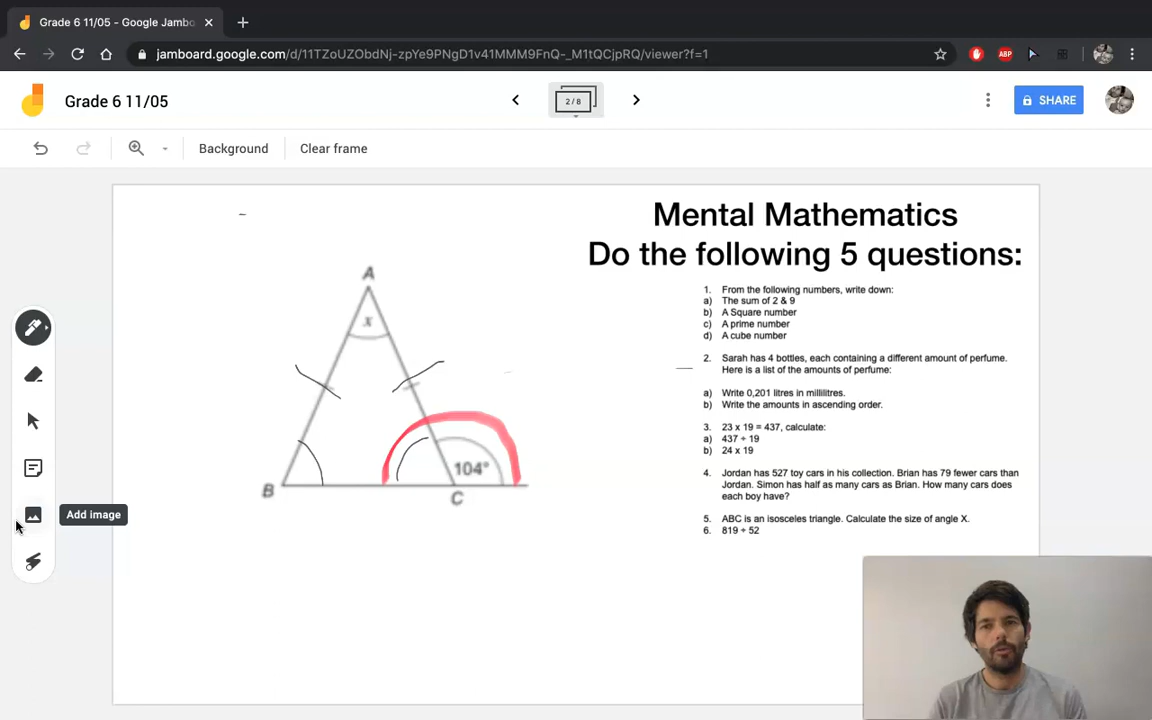 Grade 6 11/05 - Google Jambo
jamboard.google.com/d/11TZoUZObdNj-zpYe9PNgD1v41MMM9FnQ-_M1tQCjpRQ/viewer?f=1
ABP
Grade 6 11/05
2 / 8
SHARE
Background
Clear frame
Mental Mathematics
Do the following 5 questions:
A
x
B
C
104°
1. From the following numbers, write down:
a) The sum of 2 & 9
b) A Square number
c) A prime number
d) A cube number
2. Sarah has 4 bottles, each containing a different amount of perfume.
Here is a list of the amounts of perfume:
a) Write 0,201 litres in millilitres.
b) Write the amounts in ascending order.
3. 23 x 19 = 437, calculate:
a) 437 ÷ 19
b) 24 x 19
4. Jordan has 527 toy cars in his collection. Brian has 79 fewer cars than
Jordan. Simon has half as many cars as Brian. How many cars does
each boy have?
5. ABC is an isosceles triangle. Calculate the size of angle X.
6. 819 ÷ 52
Add image